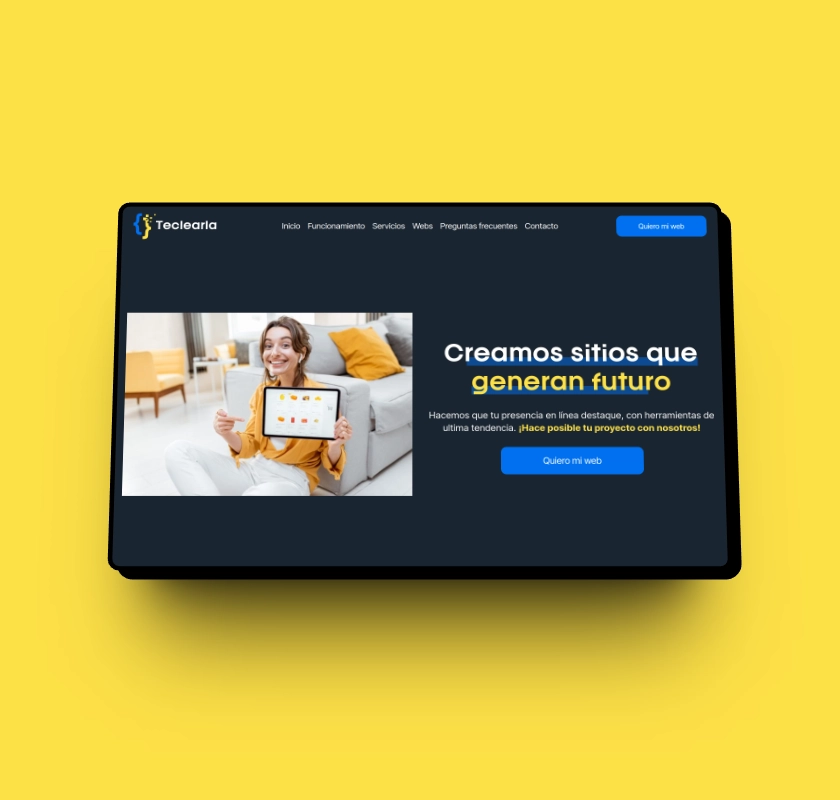 Teclearla
Inicio Funcionamiento Servicios Webs Preguntas frecuentes Contacto
Quiero mi web
Creamos sitios que
generan futuro
Hacemos que tu presencia en línea destaque, con herramientas de
ultima tendencia. ¡Hace posible tu proyecto con nosotros!
Quiero mi web